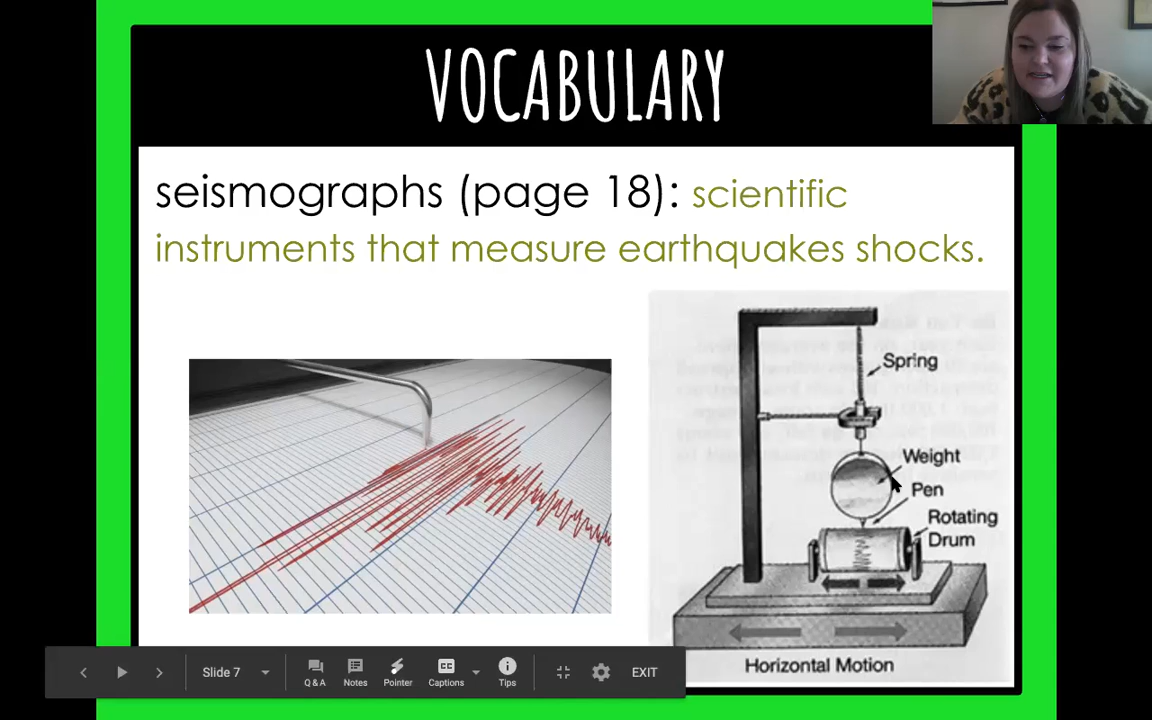 VOCABULARY
seismographs (page 18): scientific
instruments that measure earthquakes shocks.
Spring
Weight
Pen
Rotating
Drum
Horizontal Motion
Slide 7
Q & A
Notes
Pointer
Captions
Tips
EXIT